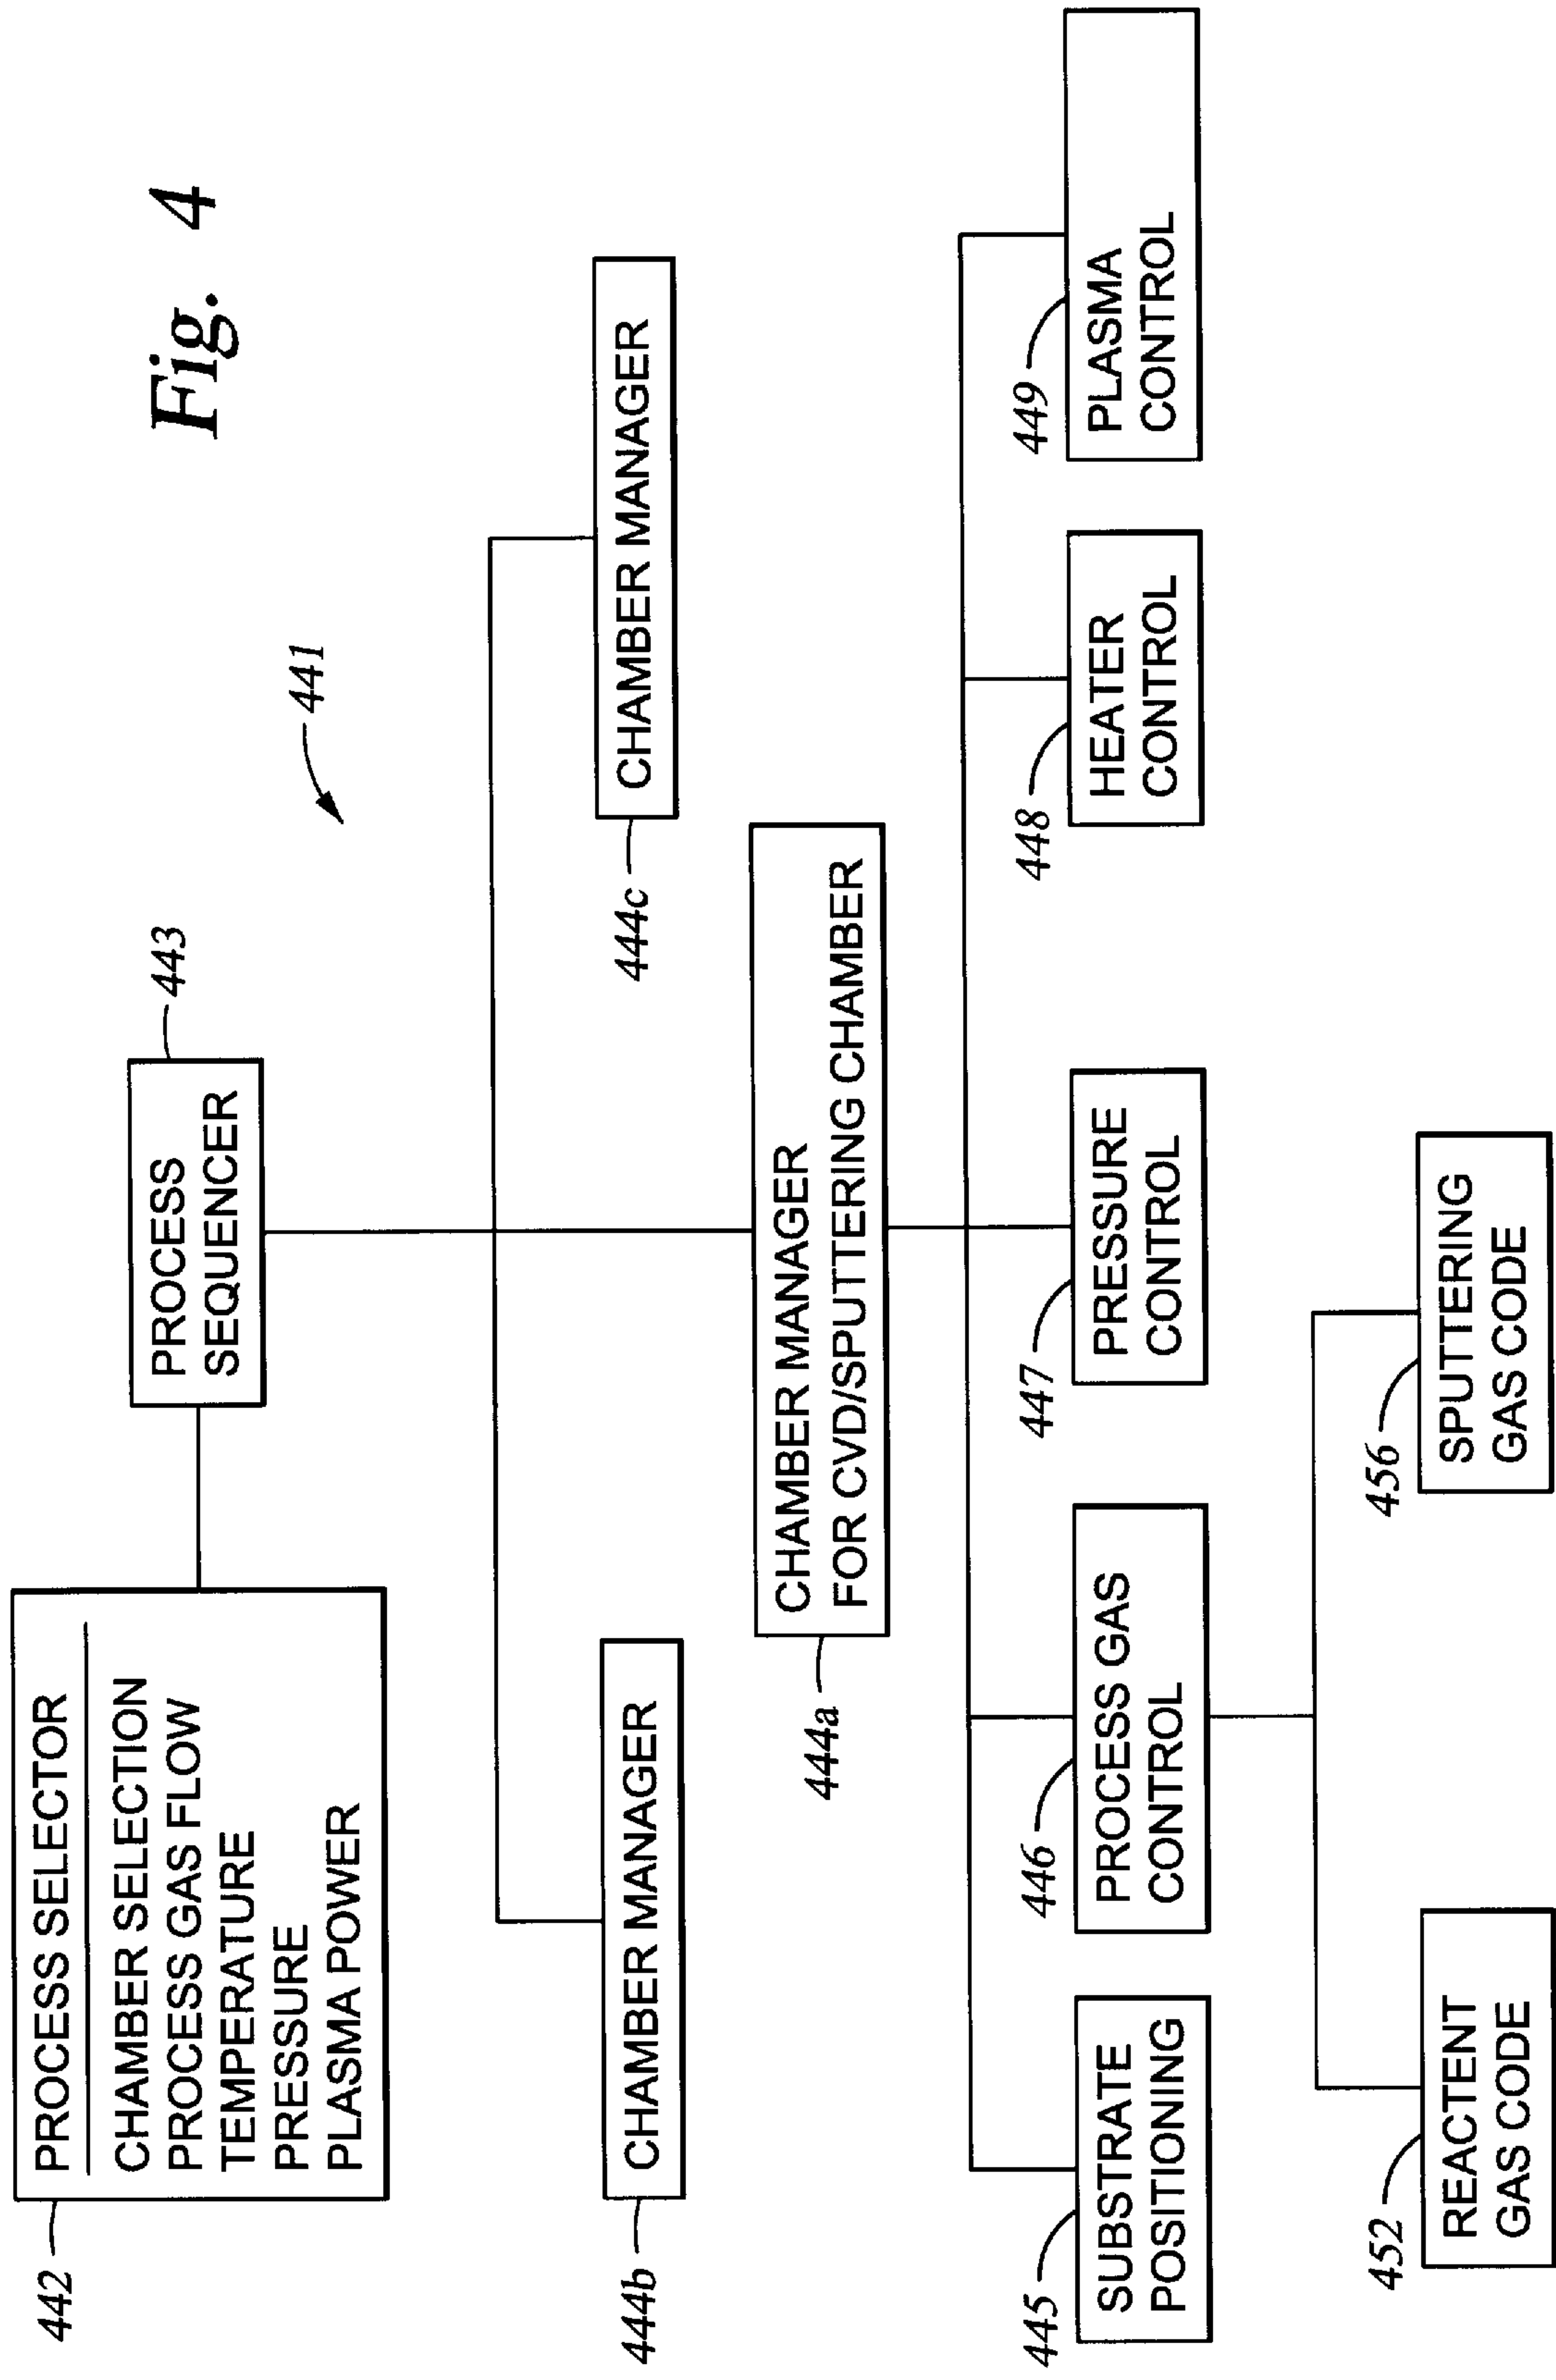 Fig. 4
441
442
PROCESS SELECTOR
CHAMBER SELECTION
PROCESS GAS FLOW
TEMPERATURE
PRESSURE
PLASMA POWER
443
PROCESS
SEQUENCER
444b
CHAMBER MANAGER
444c
CHAMBER MANAGER
444a
CHAMBER MANAGER
FOR CVD/SPUTTERING CHAMBER
445
SUBSTRATE
POSITIONING
446
PROCESS GAS
CONTROL
447
PRESSURE
CONTROL
448
HEATER
CONTROL
449
PLASMA
CONTROL
452
REACTENT
GAS CODE
456
SPUTTERING
GAS CODE